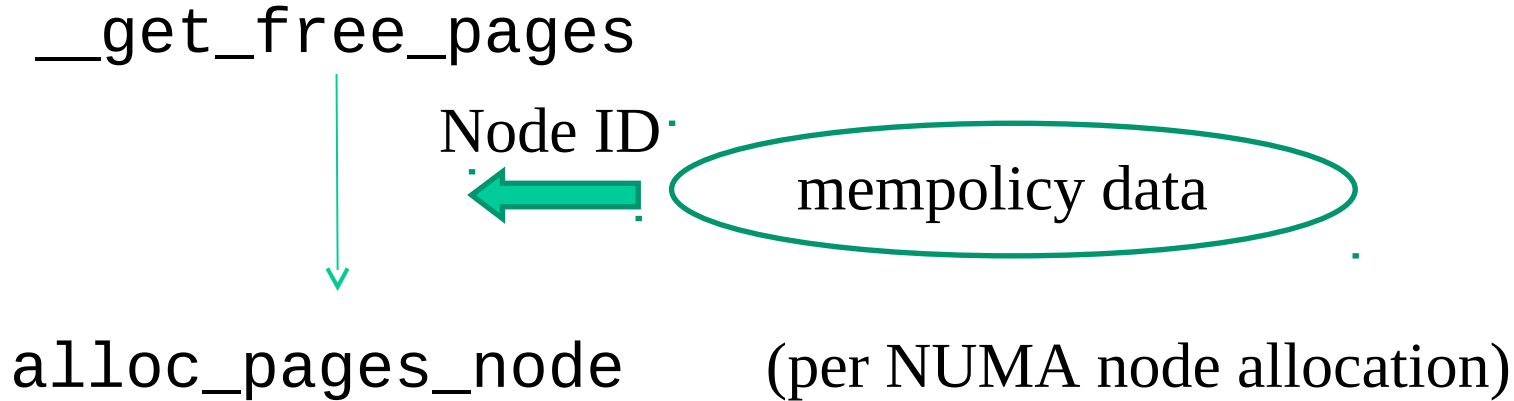 __get_free_pages
Node ID
mempolicy data
alloc_pages_node (per NUMA node allocation)